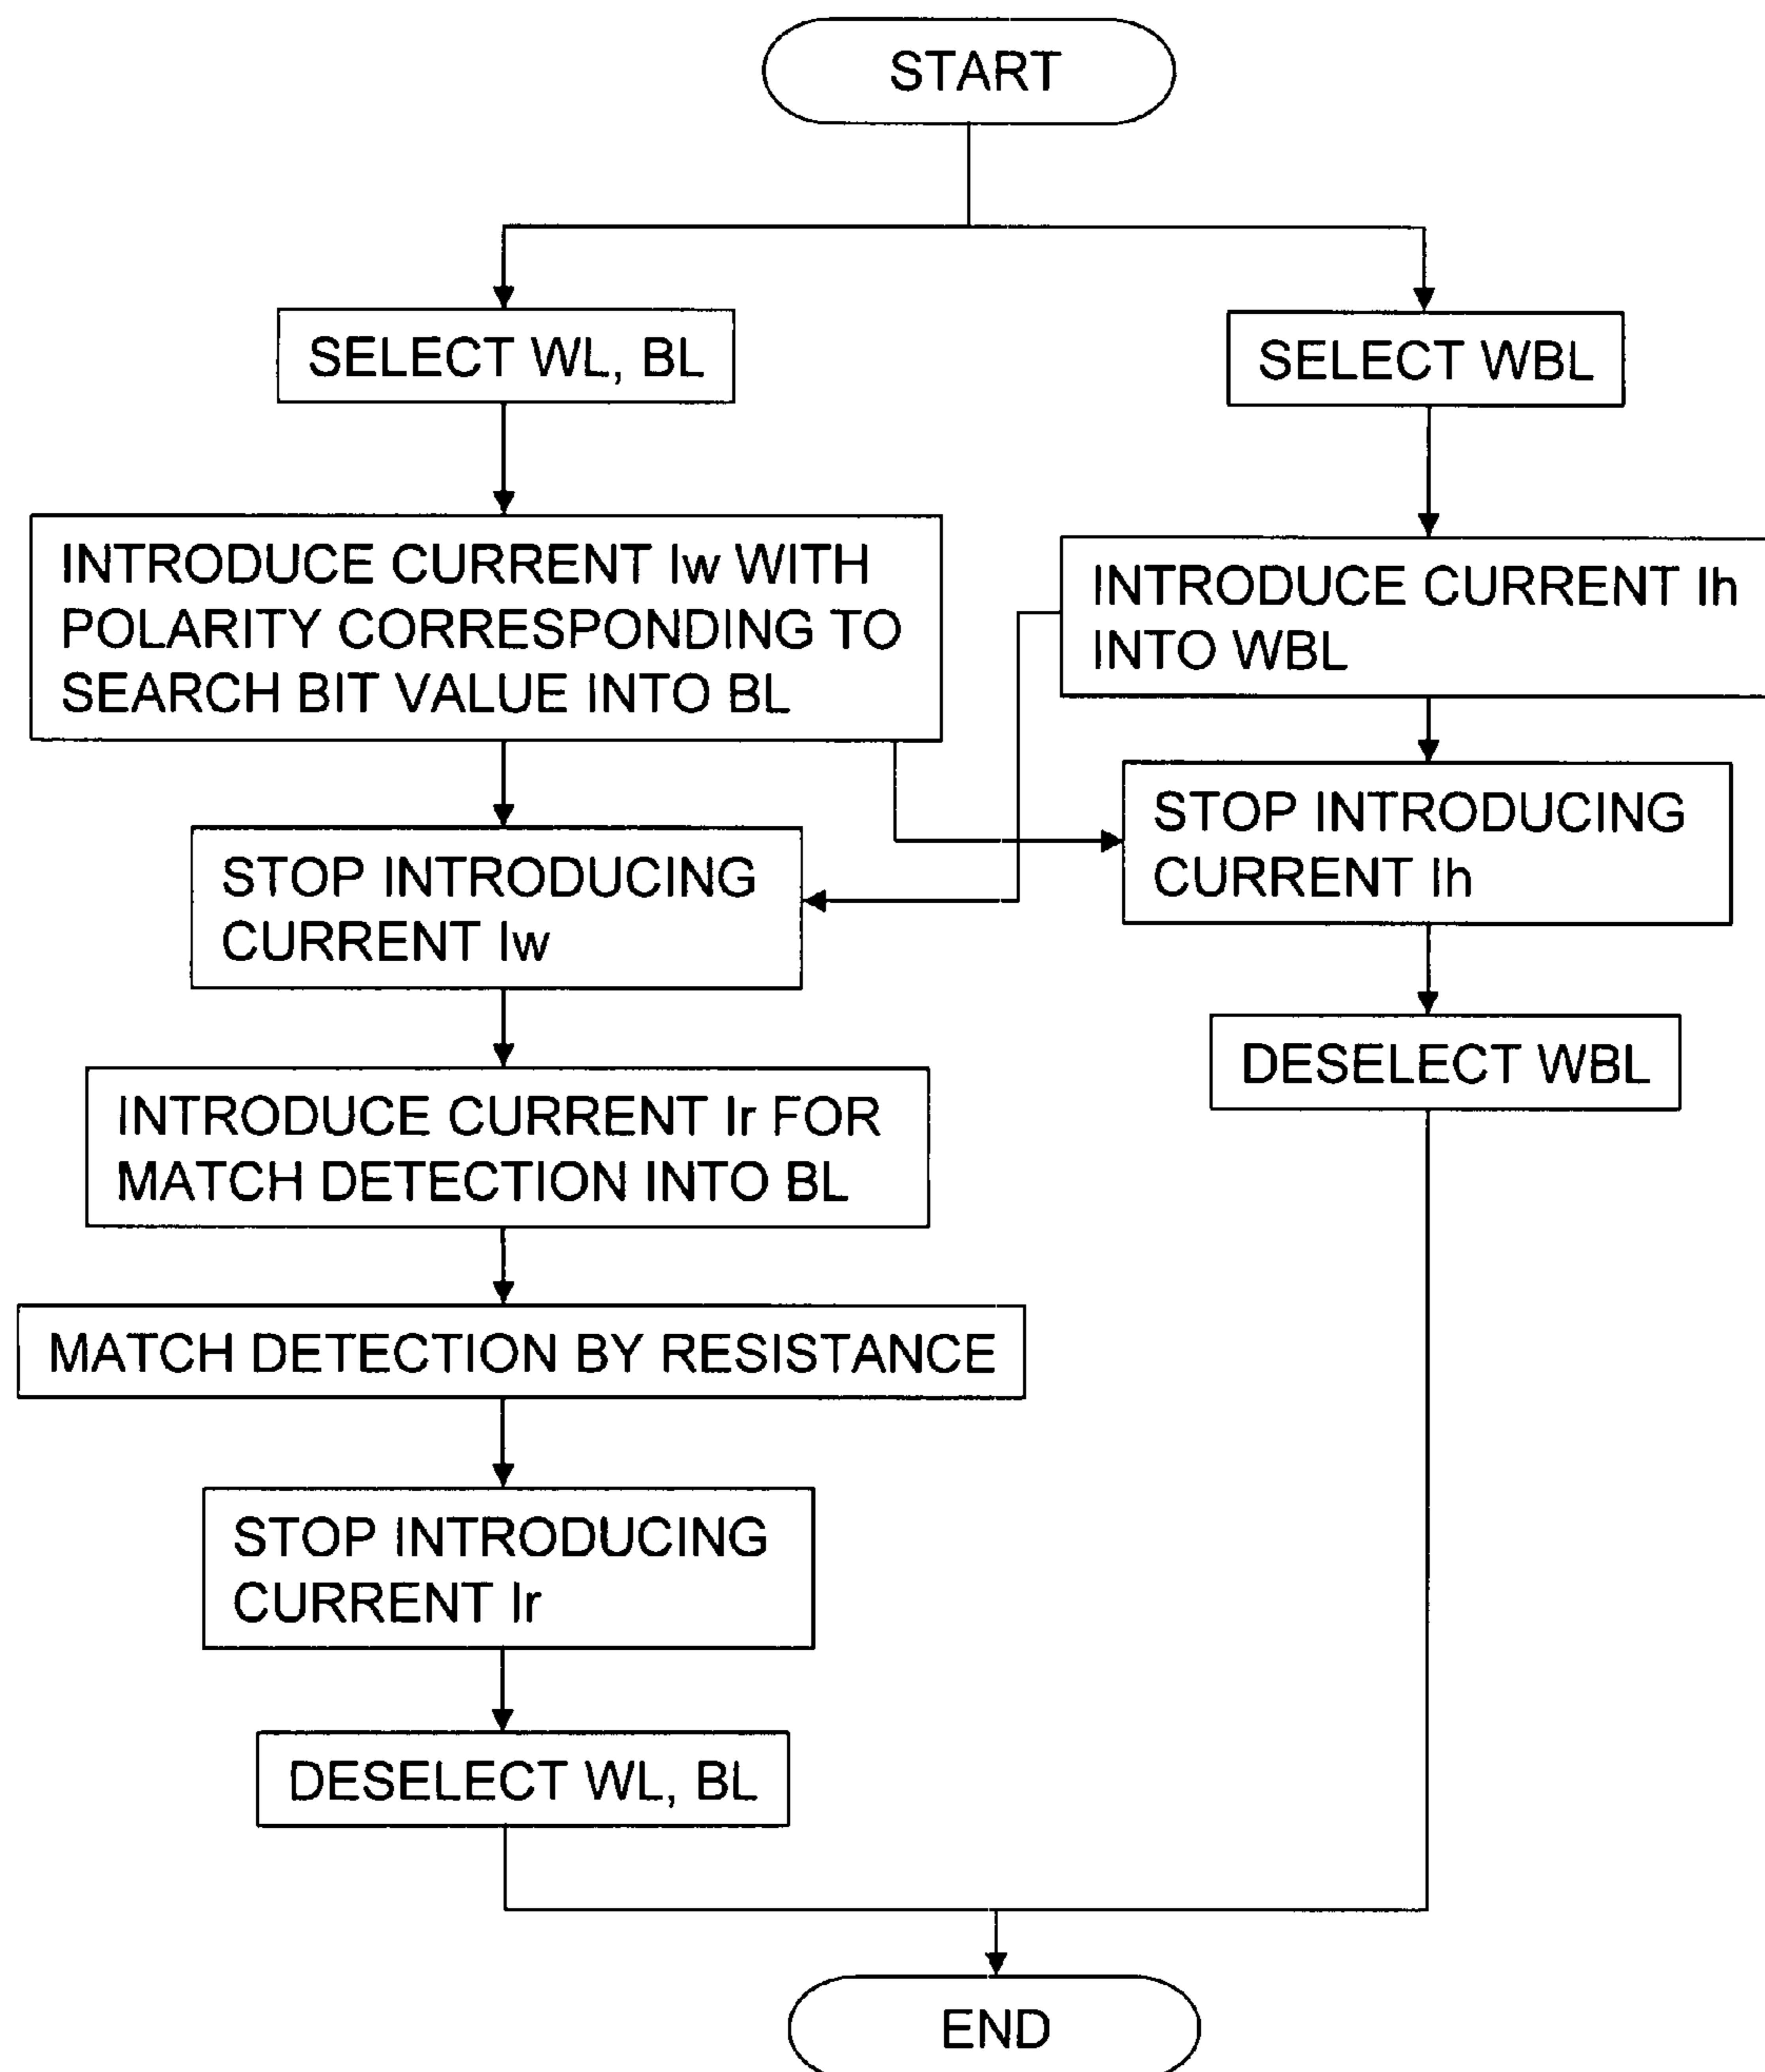 START
SELECT WL, BL
SELECT WBL
INTRODUCE CURRENT Iw WITH
POLARITY CORRESPONDING TO
SEARCH BIT VALUE INTO BL
INTRODUCE CURRENT Ih
INTO WBL
STOP INTRODUCING
CURRENT Iw
STOP INTRODUCING
CURRENT Ih
DESELECT WBL
INTRODUCE CURRENT Ir FOR
MATCH DETECTION INTO BL
MATCH DETECTION BY RESISTANCE
STOP INTRODUCING
CURRENT Ir
DESELECT WL, BL
END